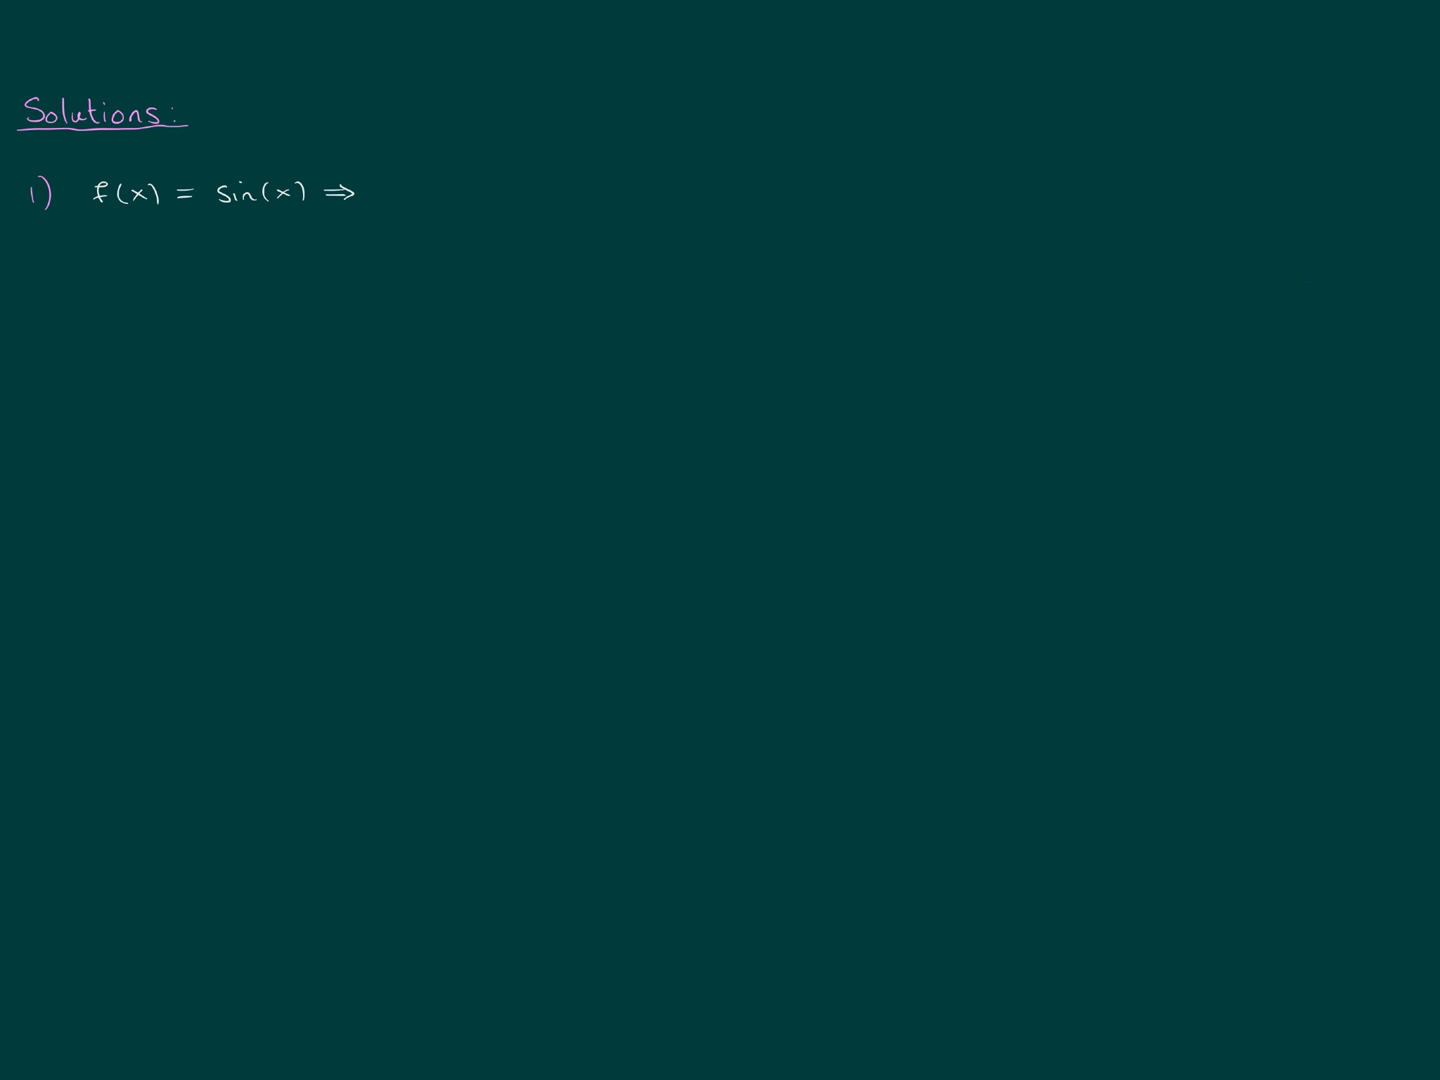 Solutions:
1) f(x) = sin(x) ⇒